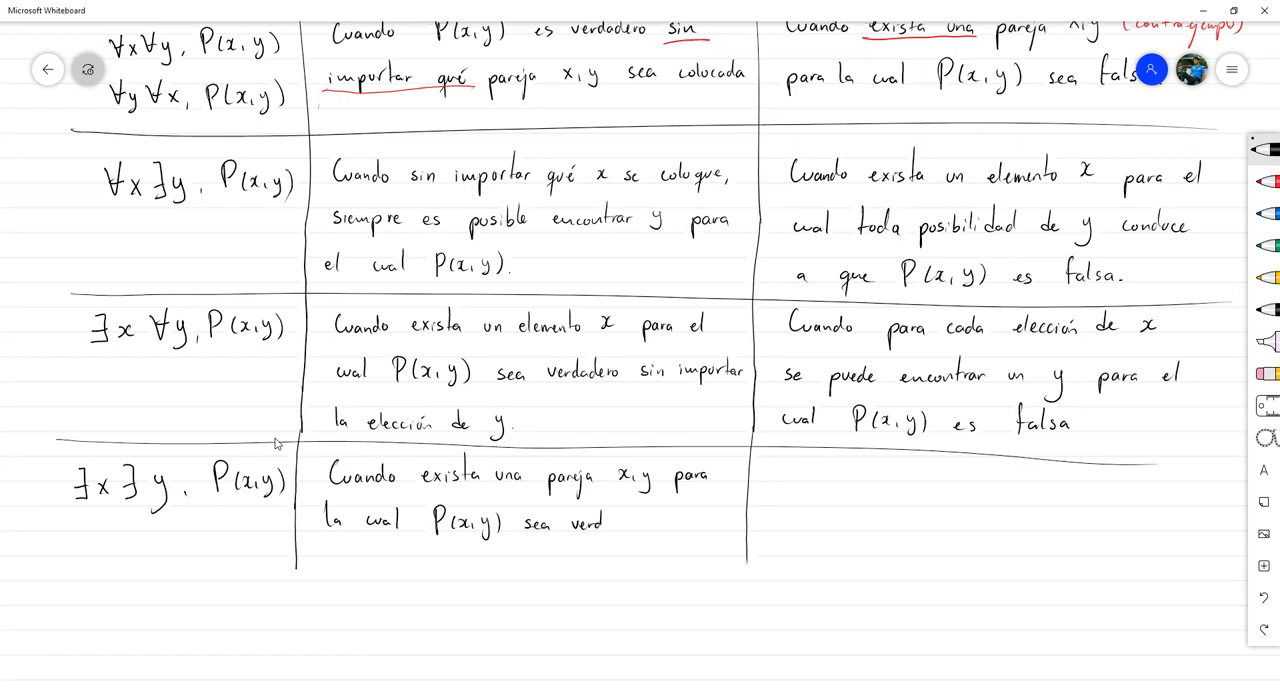 Microsoft Whiteboard
∀x∀y, P(x,y)
∀y ∀x, P(x,y)
Cuando P(x,y) es verdadero sin
importar qué pareja x,y sea colocada
Cuando exista una pareja x,y (contraejemplo)
para la cual P(x,y) sea falsa
∀x ∃y, P(x,y)
Cuando sin importar qué x se coloque,
siempre es posible encontrar y para
el cual P(x,y).
Cuando exista un elemento x para el
cual toda posibilidad de y conduce
a que P(x,y) es falsa.
∃x ∀y, P(x,y)
Cuando exista un elemento x para el
cual P(x,y) sea verdadero sin importar
la elección de y.
Cuando para cada elección de x
se puede encontrar un y para el
cual P(x,y) es falsa
∃x ∃y, P(x,y)
Cuando exista una pareja x,y para
la cual P(x,y) sea verd
A